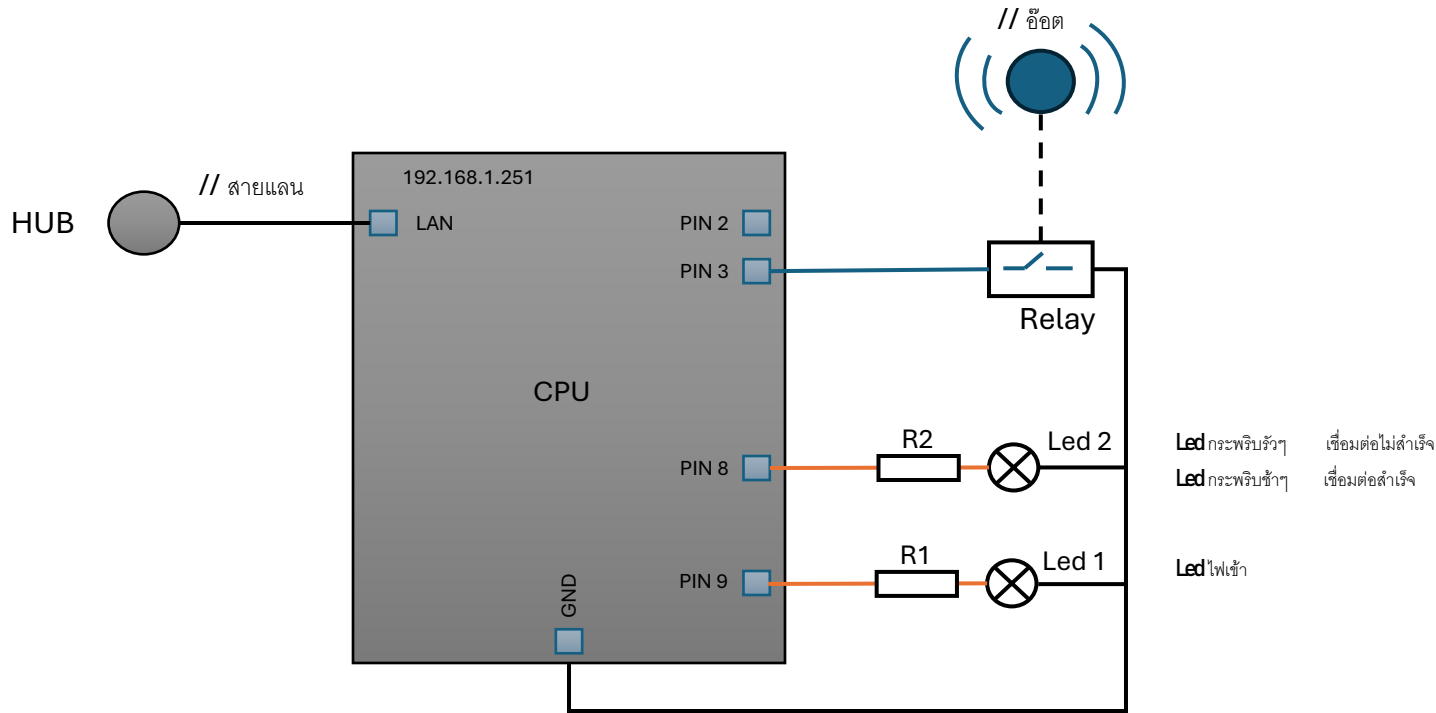 // อ๊อต
192.168.1.251
// สายแลน
HUB
LAN
PIN 2
PIN 3
Relay
CPU
R2
Led 2
Led กระพริบรัวๆ เชื่อมต่อไม่สำเร็จ
PIN 8
Led กระพริบช้าๆ เชื่อมต่อสำเร็จ
R1
Led 1
Led ไฟเข้า
PIN 9
GND